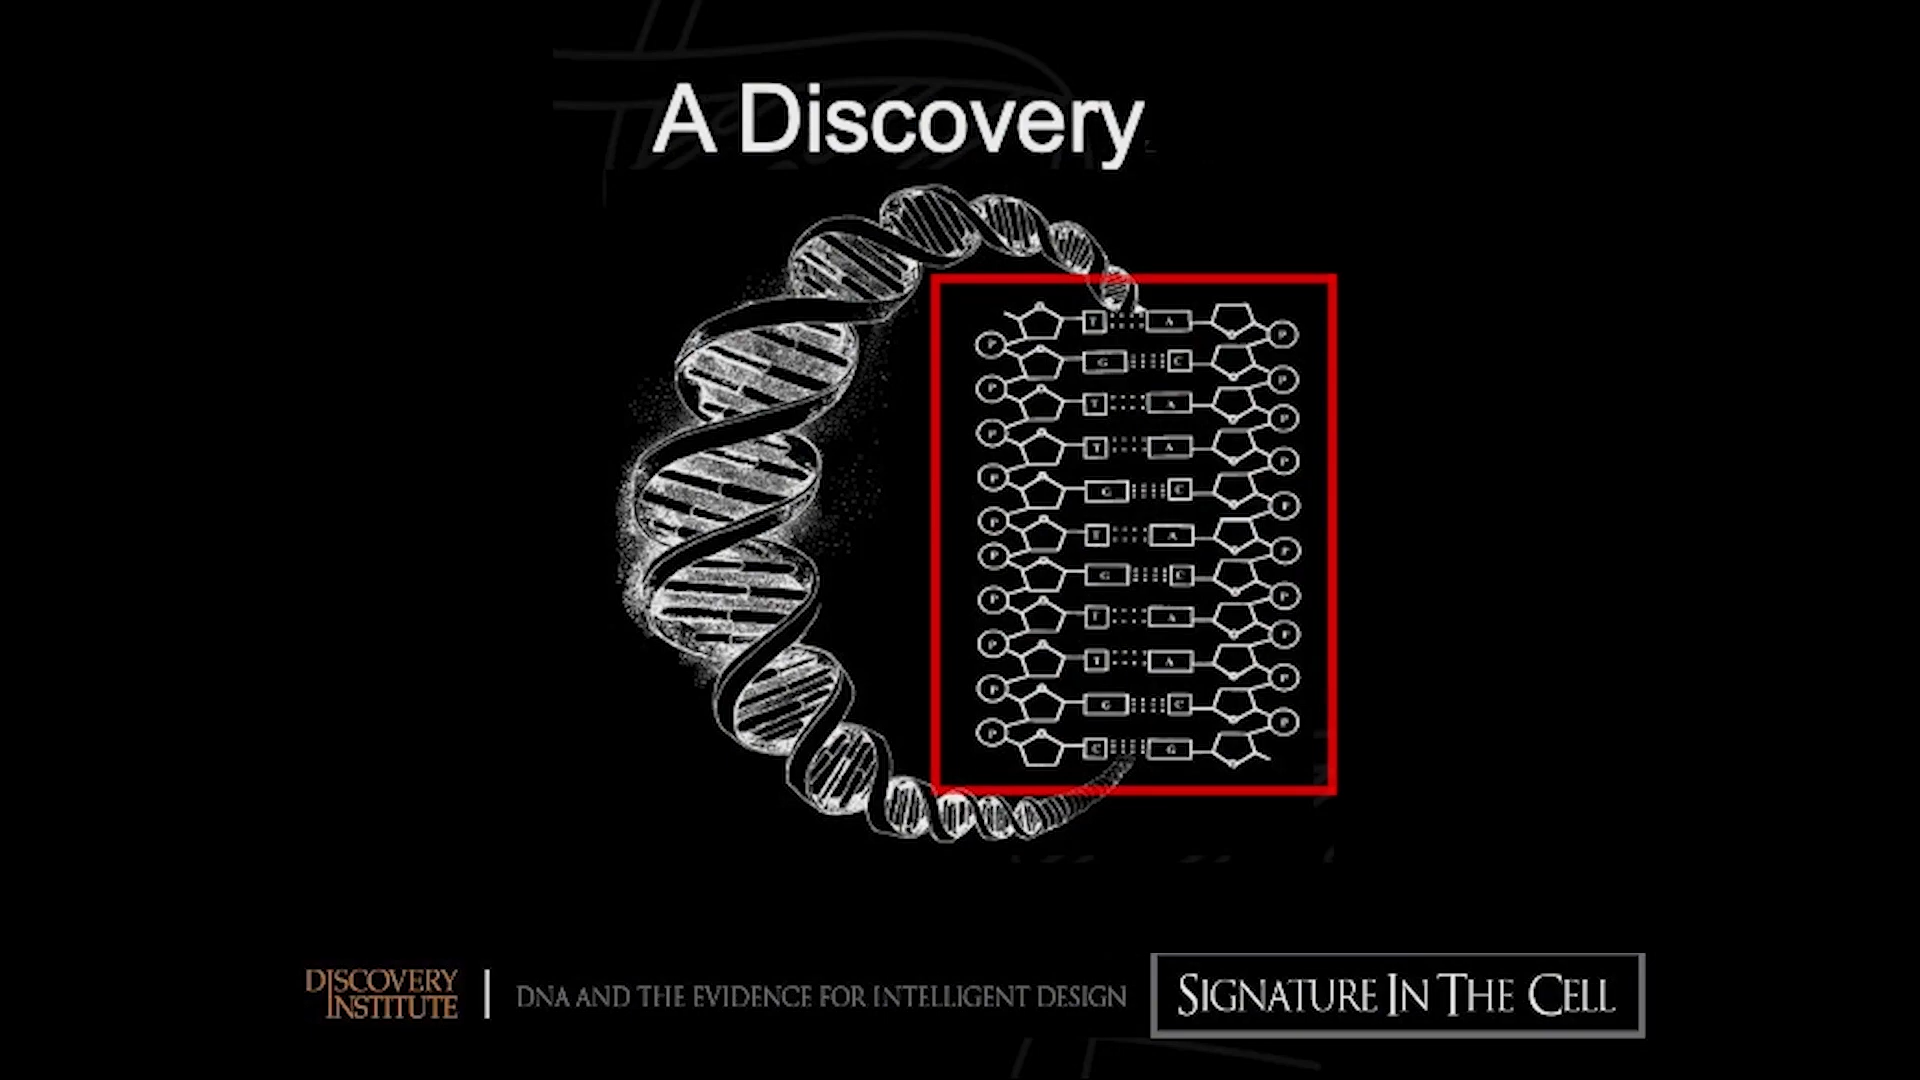 A Discovery
T A
P P
G C
P P
T A
P P
T A
P P
G C
P P
T A
P P
G C
P P
T A
P P
T A
P P
G C
P P
C G
DISCOVERY
INSTITUTE
DNA AND THE EVIDENCE FOR INTELLIGENT DESIGN
SIGNATURE IN THE CELL